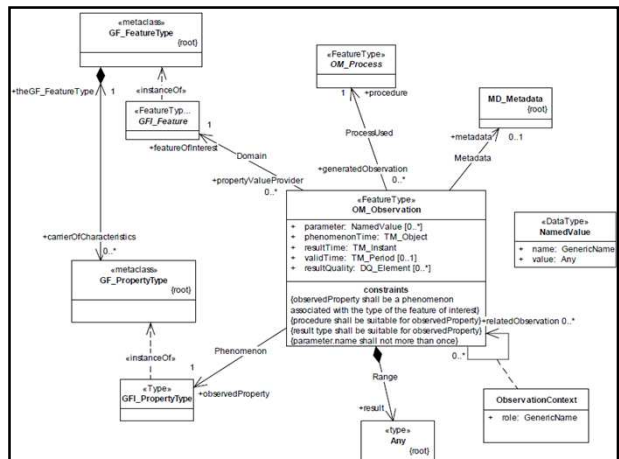 «metaclass»
GF_FeatureType
{root}
+theGF_FeatureType
1
«instanceOf»
«FeatureTyp...
GFI_Feature
1
+featureOfInterest
Domain
+propertyValueProvider
0..*
«FeatureType»
OM_Process
1
+procedure
ProcessUsed
+generatedObservation
0..*
MD_Metadata
{root}
+metadata
0..1
Metadata
«FeatureType»
OM_Observation
+ parameter: NamedValue [0..*]
+ phenomenonTime: TM_Object
+ resultTime: TM_Instant
+ validTime: TM_Period [0..1]
+ resultQuality: DQ_Element [0..*]
constraints
{observedProperty shall be a phenomenon
associated with the type of the feature of interest}
{procedure shall be suitable for observedProperty}
{result type shall be suitable for observedProperty}
{parameter.name shall not more than once}
«DataType»
NamedValue
+ name: GenericName
+ value: Any
+carrierOfCharacteristics
0..*
«metaclass»
GF_PropertyType
{root}
«instanceOf»
«Type»
GFI_PropertyType
1
+observedProperty
Phenomenon
+relatedObservation 0..*
0..*
Range
+result
«type»
Any
{root}
ObservationContext
+ role: GenericName